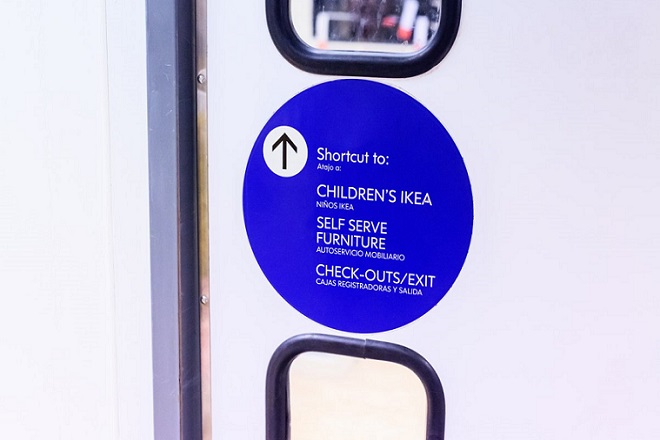 Shortcut to:
Atajo a:
CHILDREN'S IKEA
NIÑOS IKEA
SELF SERVE
FURNITURE
AUTOSERVICIO MOBILIARIO
CHECK-OUTS/EXIT
CAJAS REGISTRADORAS Y SALIDA